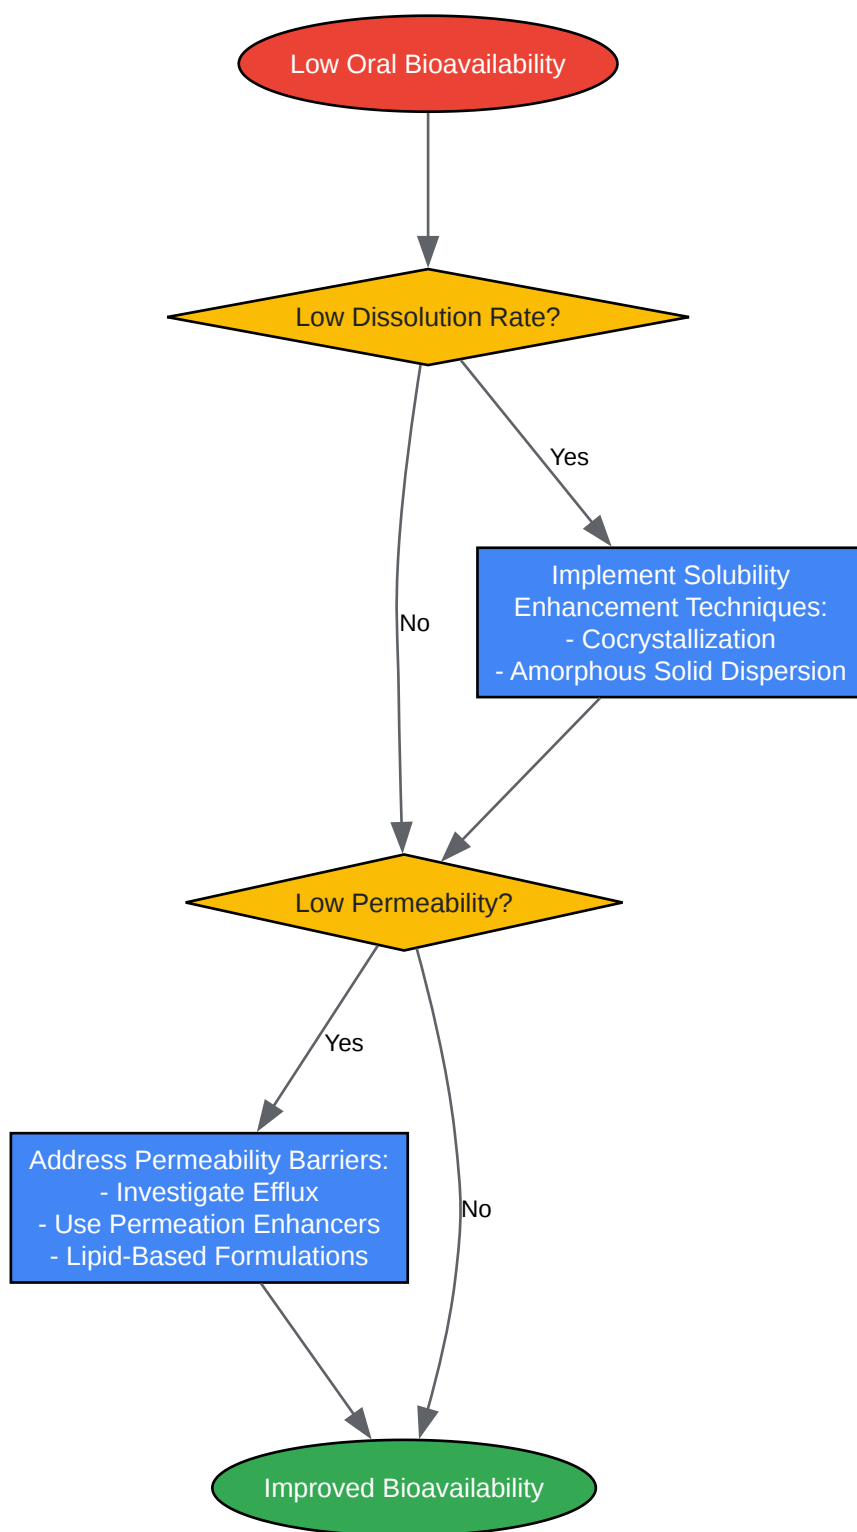 Low Oral Bioavailability
Low Dissolution Rate?
Yes
Implement Solubility
Enhancement Techniques:
- Cocrystallization
- Amorphous Solid Dispersion
No
Low Permeability?
Yes
Address Permeability Barriers:
- Investigate Efflux
- Use Permeation Enhancers
- Lipid-Based Formulations
No
Improved Bioavailability